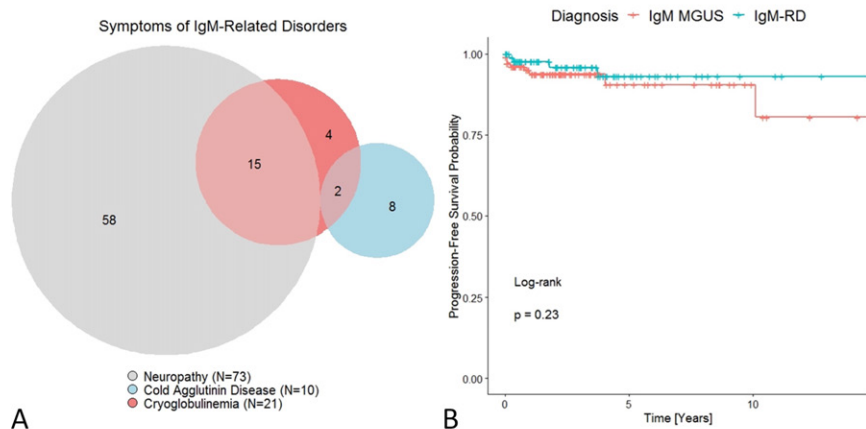 Symptoms of IgM-Related Disorders
58
15
4
2
8
Neuropathy (N=73)
Cold Agglutinin Disease (N=10)
Cryoglobulinemia (N=21)
A
Diagnosis IgM MGUS IgM-RD
Progression-Free Survival Probability
1.00
0.75
0.50
0.25
0.00
Log-rank
p = 0.23
0 5 10
Time [Years]
B